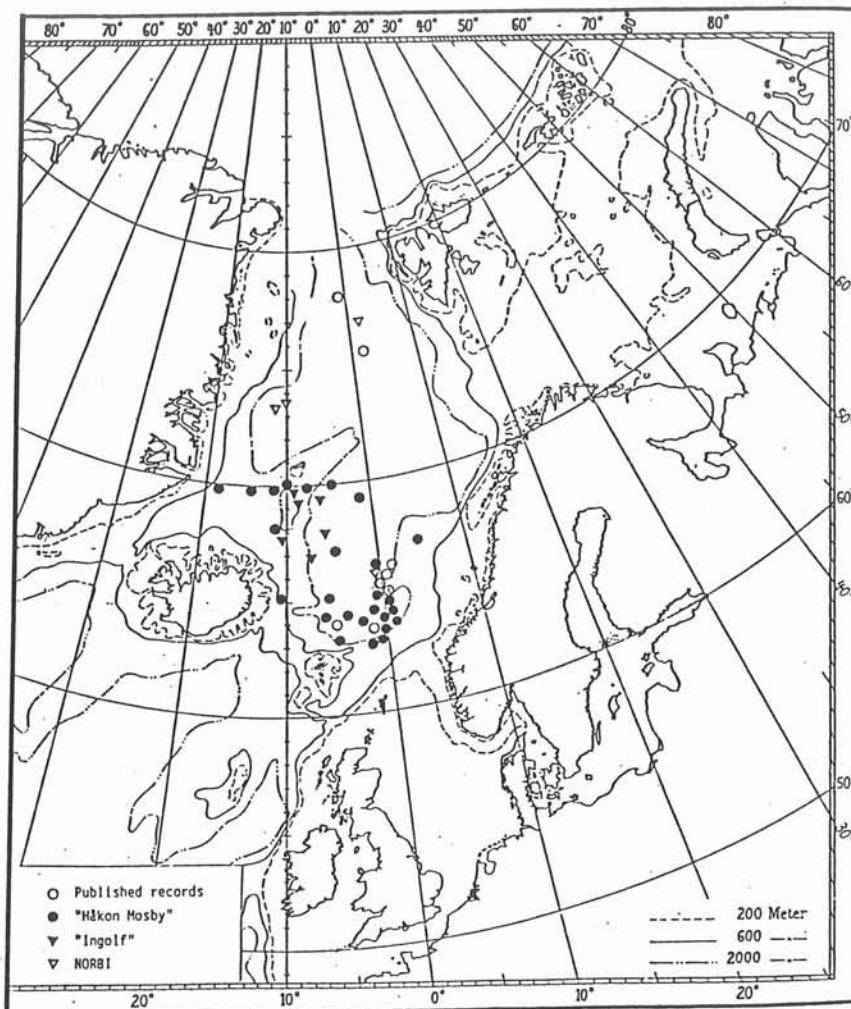 80° 70° 60° 50° 40° 30° 20° 10° 0° 10° 20° 30° 40° 50° 60° 70° 80°
80°
70°
60°
50°
○ Published records
● "Håkon Mosby"
▼ "Ingolf"
▽ NORBI
200 Meter
600
2000
20° 10° 0° 10° 20°